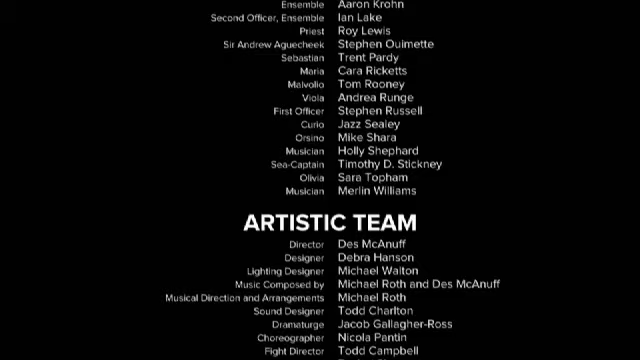 Ensemble Aaron Krohn
Second Officer, Ensemble Ian Lake
Priest Roy Lewis
Sir Andrew Aguecheek Stephen Ouimette
Sebastian Trent Pardy
Maria Cara Ricketts
Malvolio Tom Rooney
Viola Andrea Runge
First Officer Stephen Russell
Curio Jazz Sealey
Orsino Mike Shara
Musician Holly Shephard
Sea-Captain Timothy D. Stickney
Olivia Sara Topham
Musician Merlin Williams
ARTISTIC TEAM
Director Des McAnuff
Designer Debra Hanson
Lighting Designer Michael Walton
Music Composed by Michael Roth and Des McAnuff
Musical Direction and Arrangements Michael Roth
Sound Designer Todd Charlton
Dramaturge Jacob Gallagher-Ross
Choreographer Nicola Pantin
Fight Director Todd Campbell